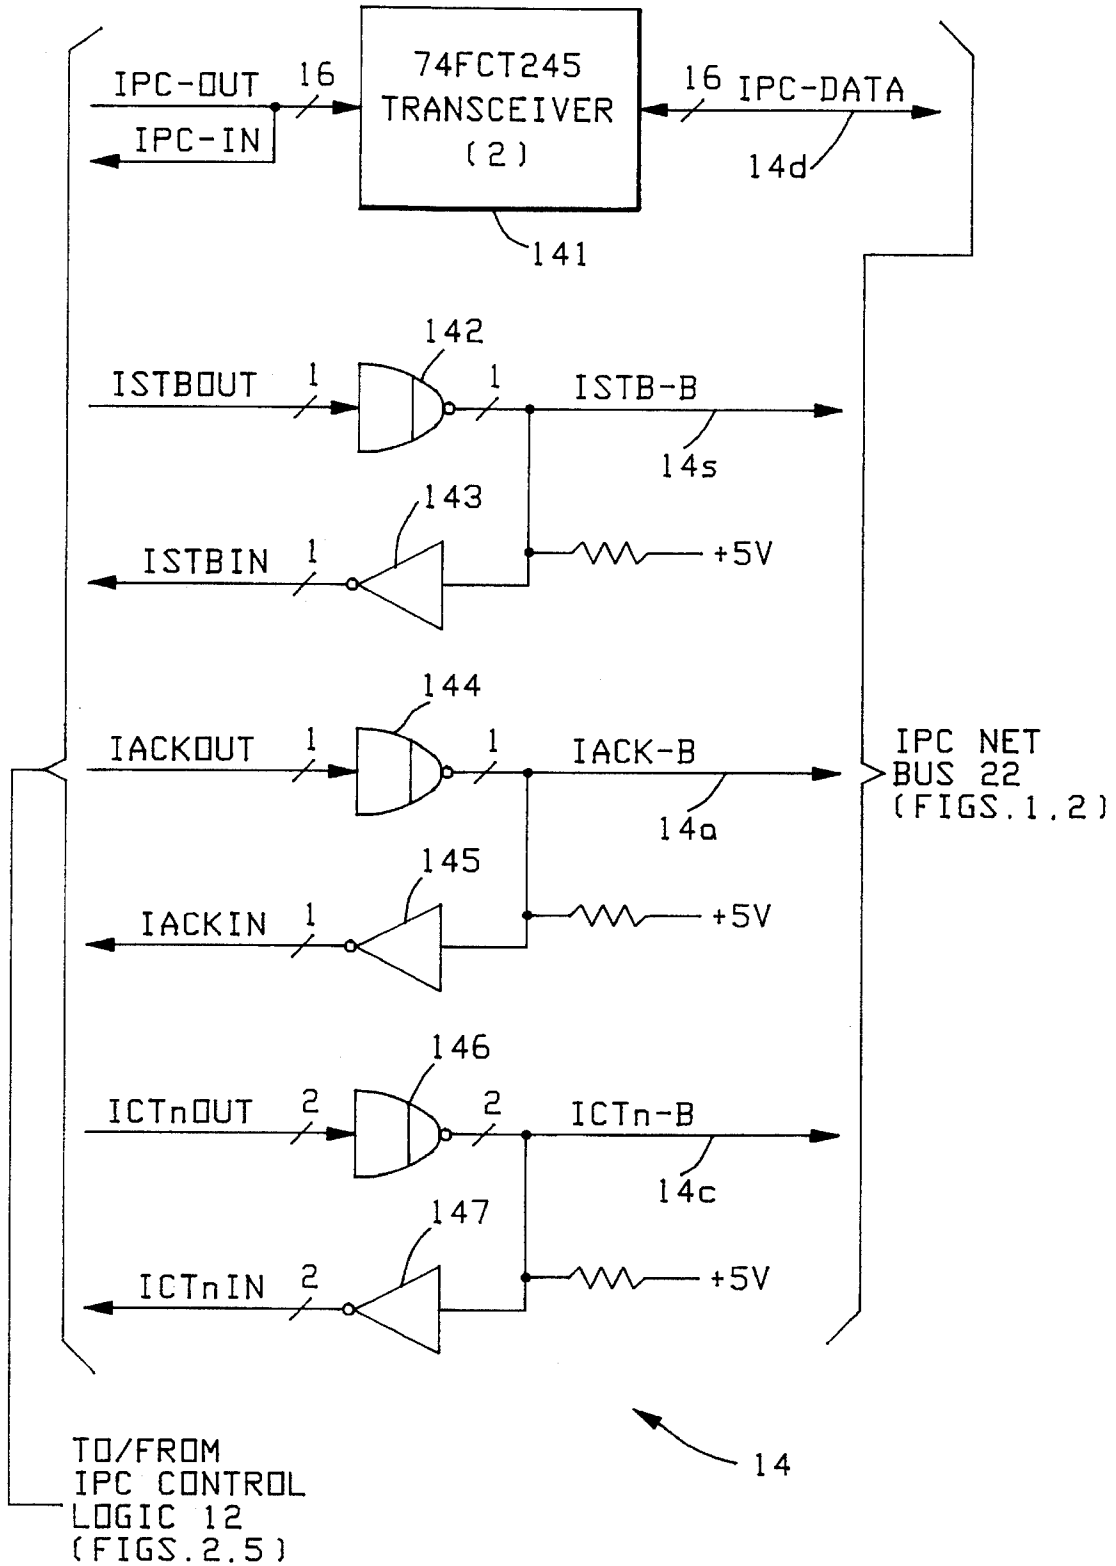 IPC-OUT
16
74FCT245
TRANSCEIVER
(2)
16
IPC-DATA
IPC-IN
14d
141
142
ISTBOUT
1
1
ISTB-B
14s
143
ISTBIN
1
+5V
144
IACKOUT
1
1
IACK-B
14a
IPC NET
BUS 22
(FIGS.1,2)
145
IACKIN
1
+5V
146
ICTnOUT
2
2
ICTn-B
14c
147
ICTnIN
2
+5V
14
TO/FROM
IPC CONTROL
LOGIC 12
(FIGS.2,5)